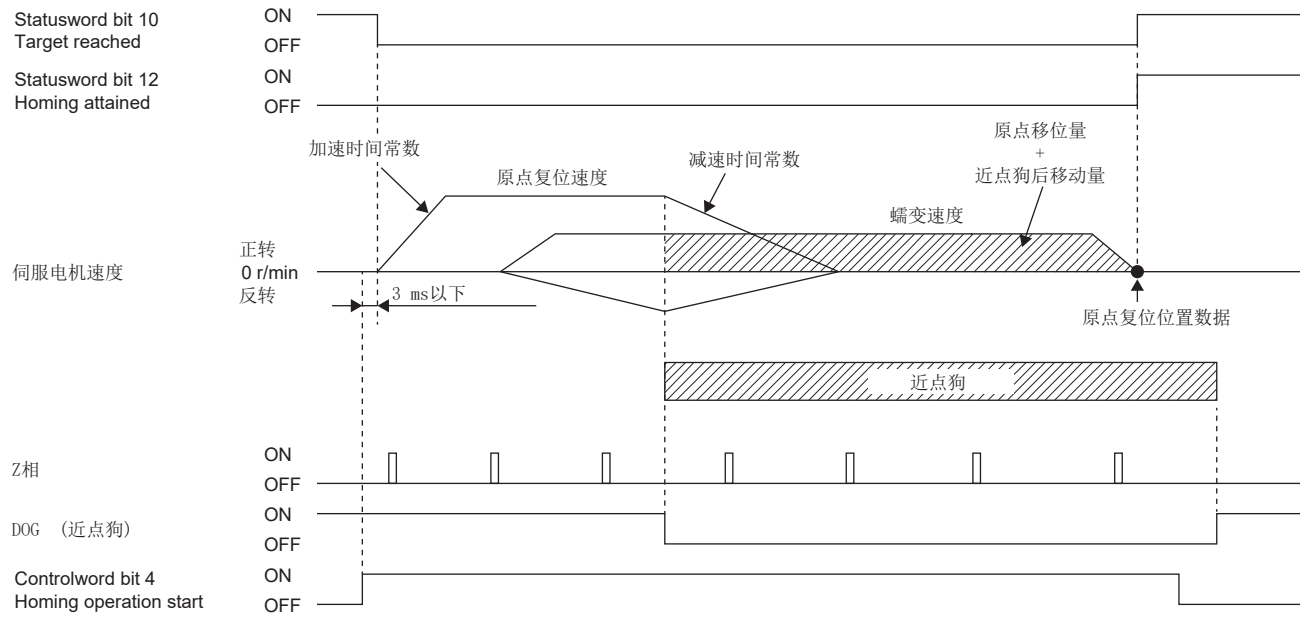 Statusword bit 10
Target reached
ON
OFF
Statusword bit 12
Homing attained
ON
OFF
原点移位量
+
近点狗后移动量
加速时间常数
减速时间常数
原点复位速度
蠕变速度
伺服电机速度
正转
0 r/min
反转
3 ms以下
原点复位位置数据
近点狗
Z相
ON
OFF
DOG (近点狗)
ON
OFF
Controlword bit 4
Homing operation start
ON
OFF